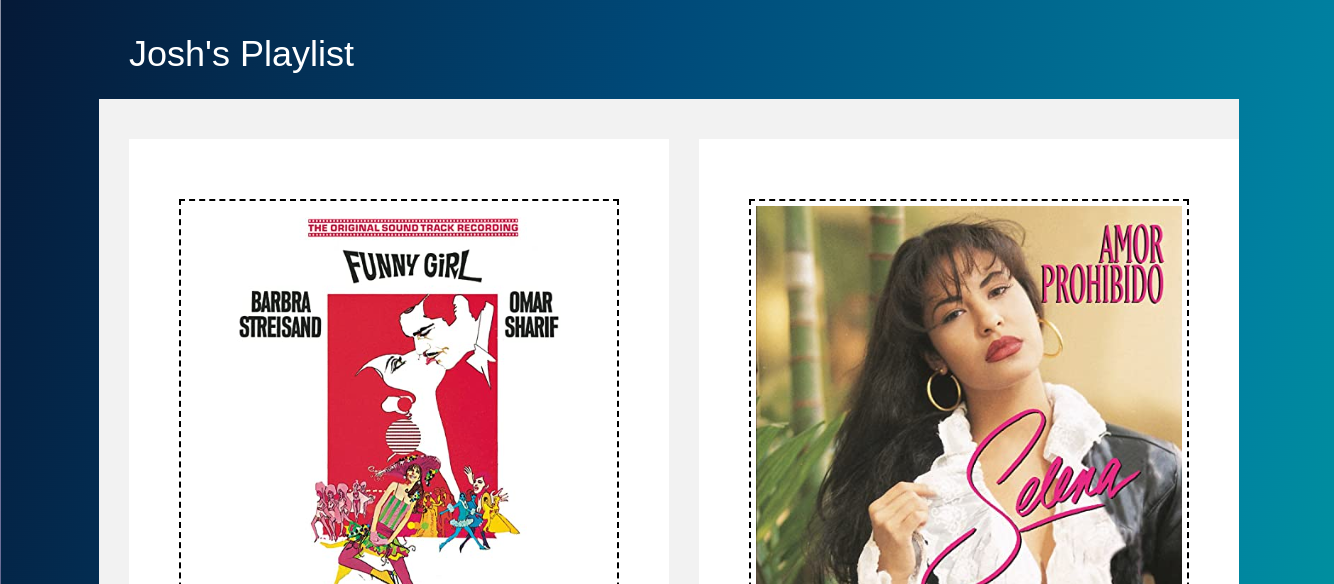 Josh's Playlist
THE ORIGINAL SOUND TRACK RECORDING
FUNNY GiRL
BARBRA
STREISAND
OMAR
SHARIF
AMOR
PROHIBIDO
Selena